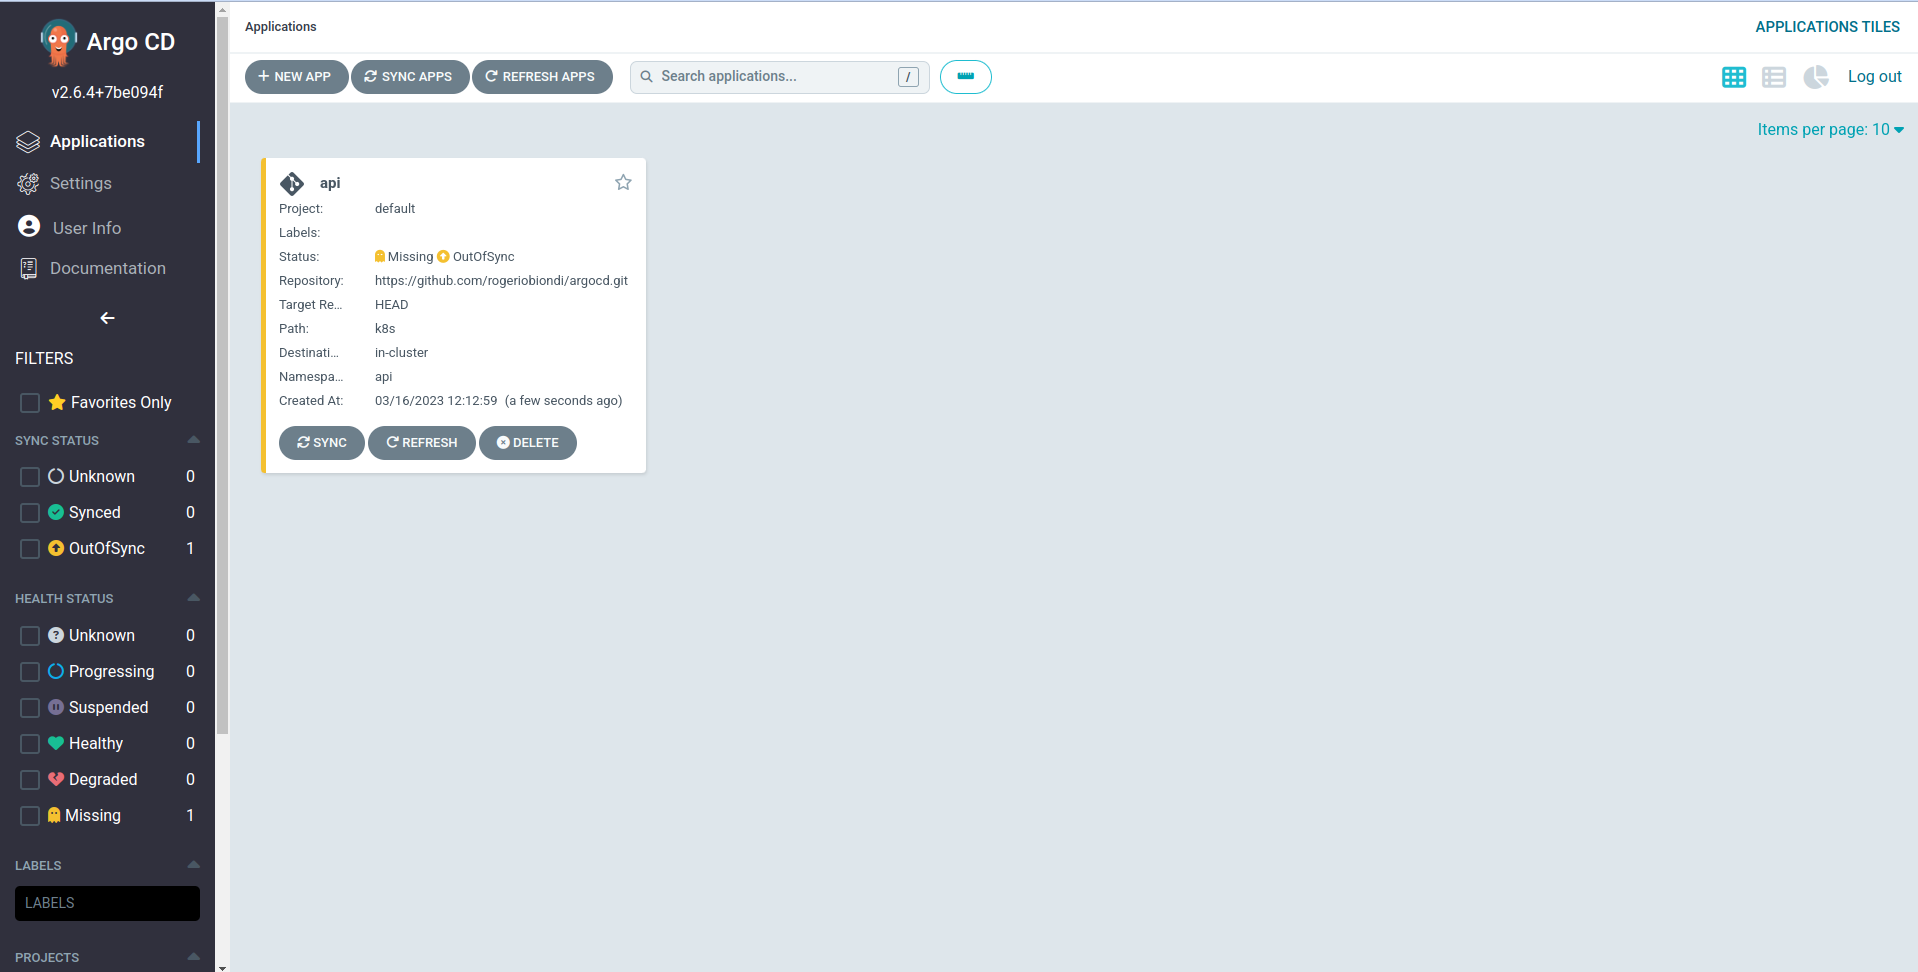 Argo CD
v2.6.4+7be094f
Applications
Settings
User Info
Documentation
FILTERS
Favorites Only
SYNC STATUS
Unknown 0
Synced 0
OutOfSync 1
HEALTH STATUS
Unknown 0
Progressing 0
Suspended 0
Healthy 0
Degraded 0
Missing 1
LABELS
LABELS
PROJECTS
Applications
APPLICATIONS TILES
NEW APP SYNC APPS REFRESH APPS Search applications... / Log out
Items per page: 10
api
Project: default
Labels:
Status: Missing OutOfSync
Repository: https://github.com/rogeriobiondi/argocd.git
Target Re... HEAD
Path: k8s
Destinati... in-cluster
Namespa... api
Created At: 03/16/2023 12:12:59 (a few seconds ago)
SYNC REFRESH DELETE